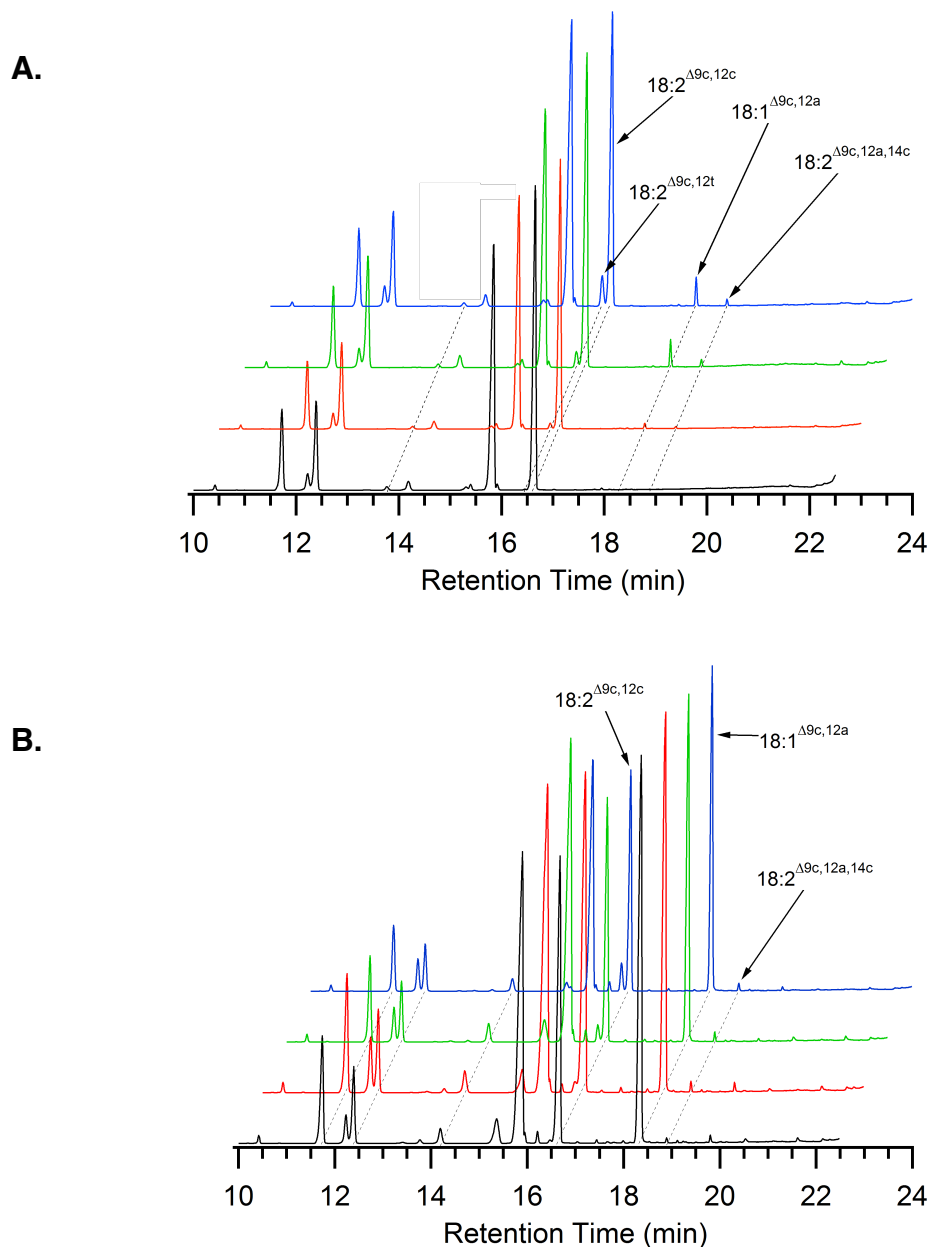 A.
18:2Δ9c,12c
18:1Δ9c,12a
18:2Δ9c,12a,14c
18:2Δ9c,12t
10 12 14 16 18 20 22 24
Retention Time (min)
B.
18:2Δ9c,12c
18:1Δ9c,12a
18:2Δ9c,12a,14c
10 12 14 16 18 20 22 24
Retention Time (min)